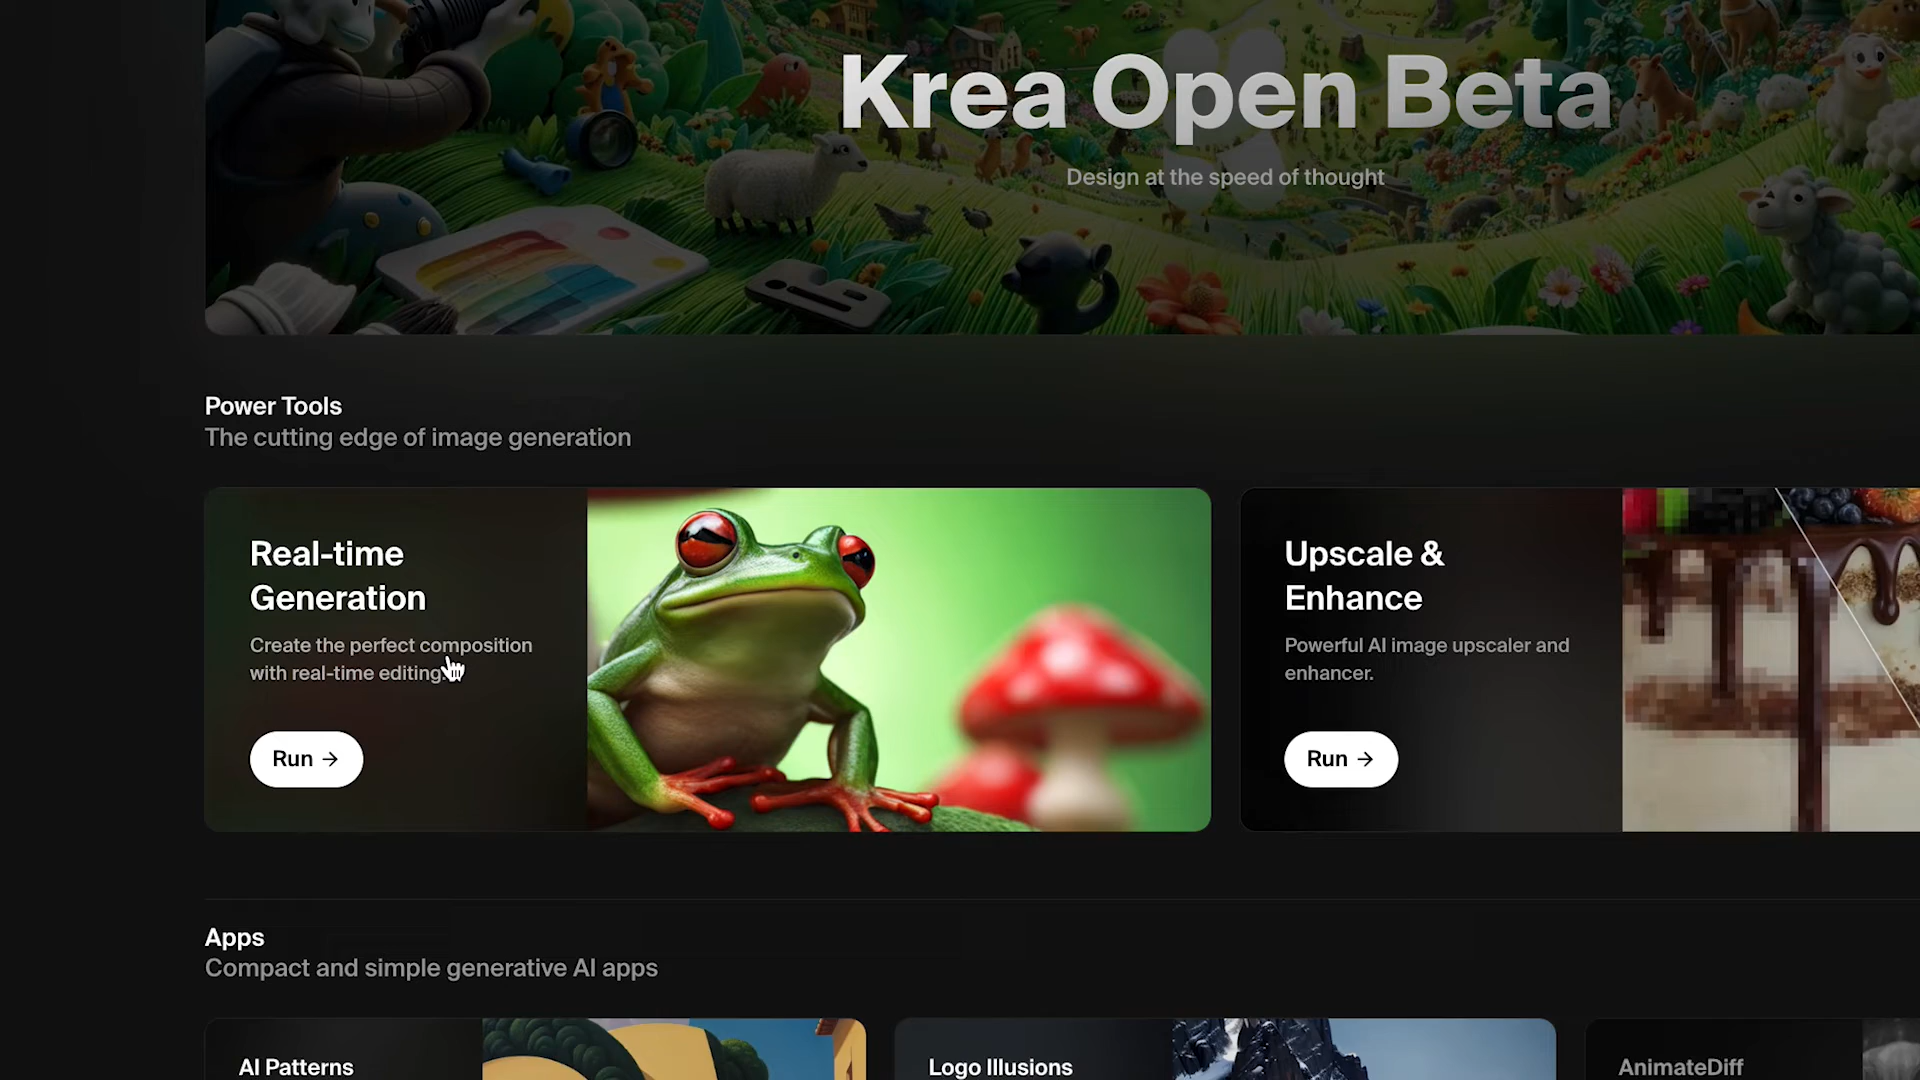 Krea Open Beta
Design at the speed of thought
Power Tools
The cutting edge of image generation
Real-time
Generation
Create the perfect composition
with real-time editing.
Run →
Upscale &
Enhance
Powerful AI image upscaler and
enhancer.
Run →
Apps
Compact and simple generative AI apps
AI Patterns
Logo Illusions
AnimateDiff